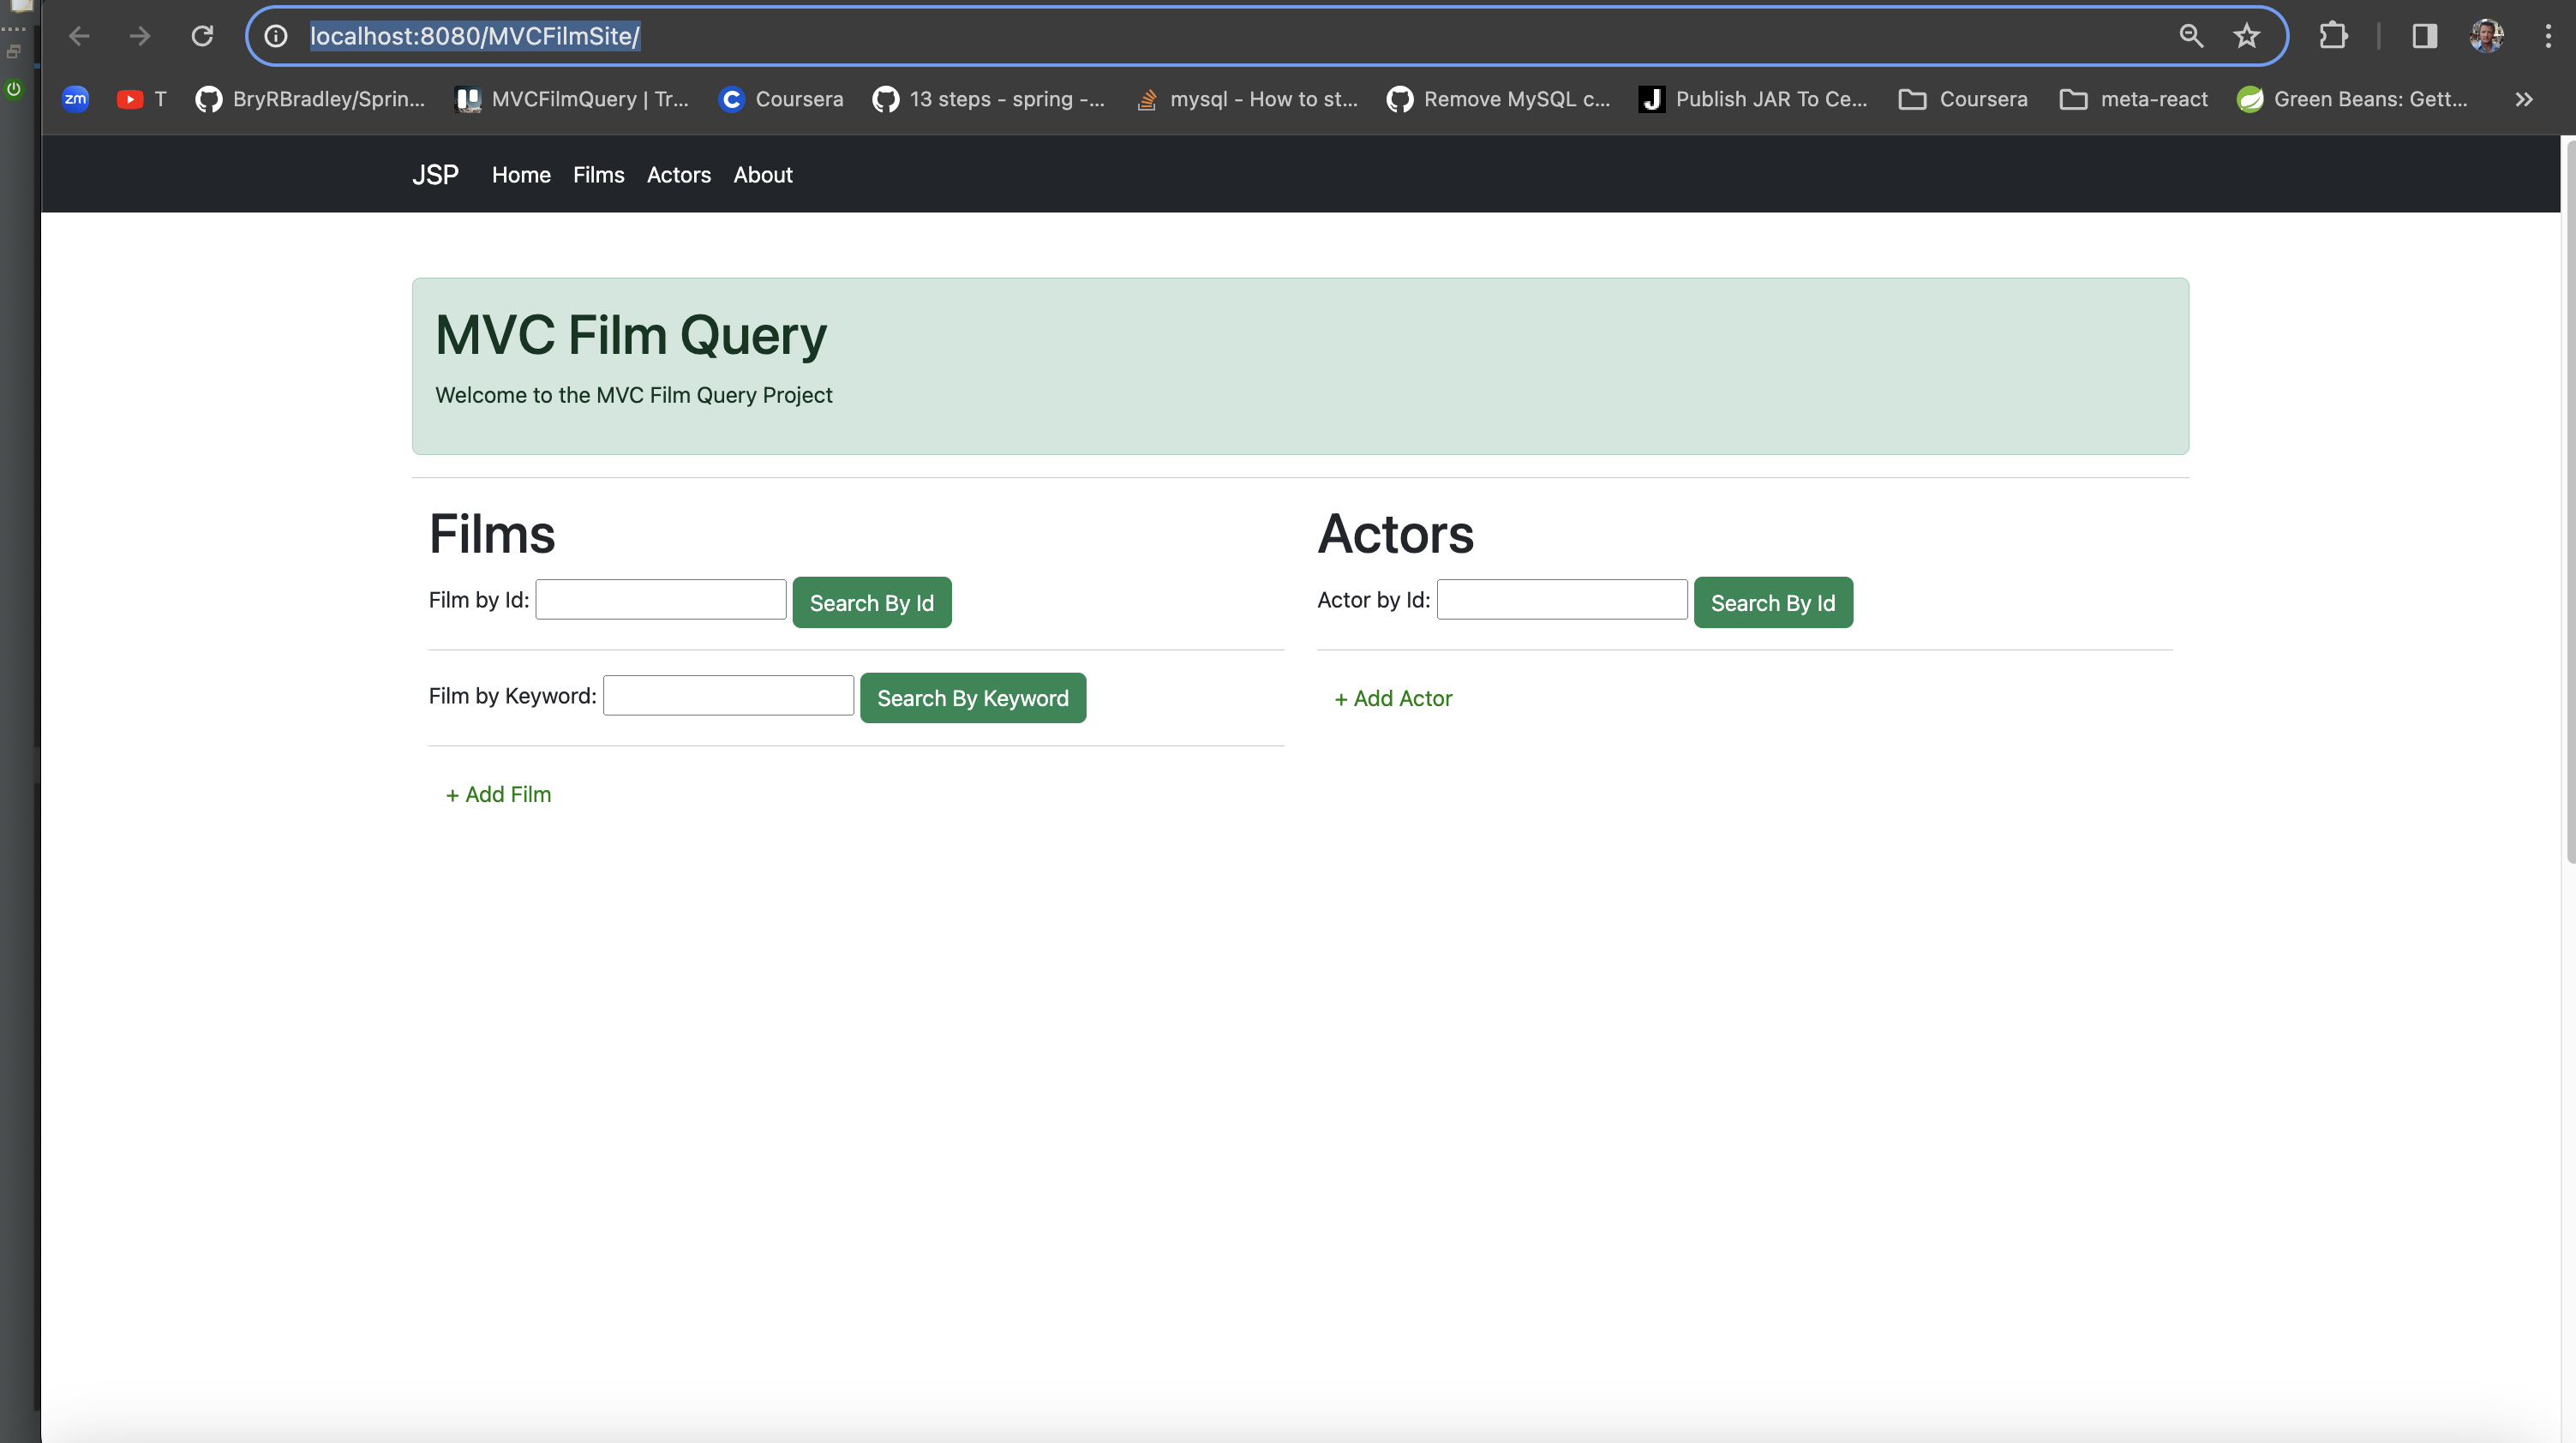 localhost:8080/MVCFilmSite/
zm T BryRBradley/Sprin... MVCFilmQuery | Tr... Coursera 13 steps - spring -... mysql - How to st... Remove MySQL c... Publish JAR To Ce... Coursera meta-react Green Beans: Gett...
JSP Home Films Actors About
MVC Film Query
Welcome to the MVC Film Query Project
Films
Film by Id: Search By Id
Film by Keyword: Search By Keyword
+ Add Film
Actors
Actor by Id: Search By Id
+ Add Actor